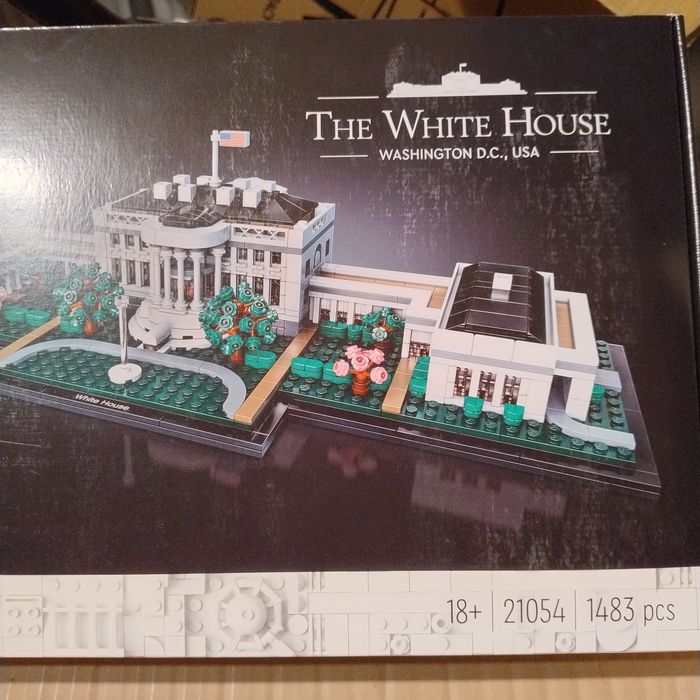 THE WHITE HOUSE
WASHINGTON D.C., USA
White House
18+ 21054 1483 pcs